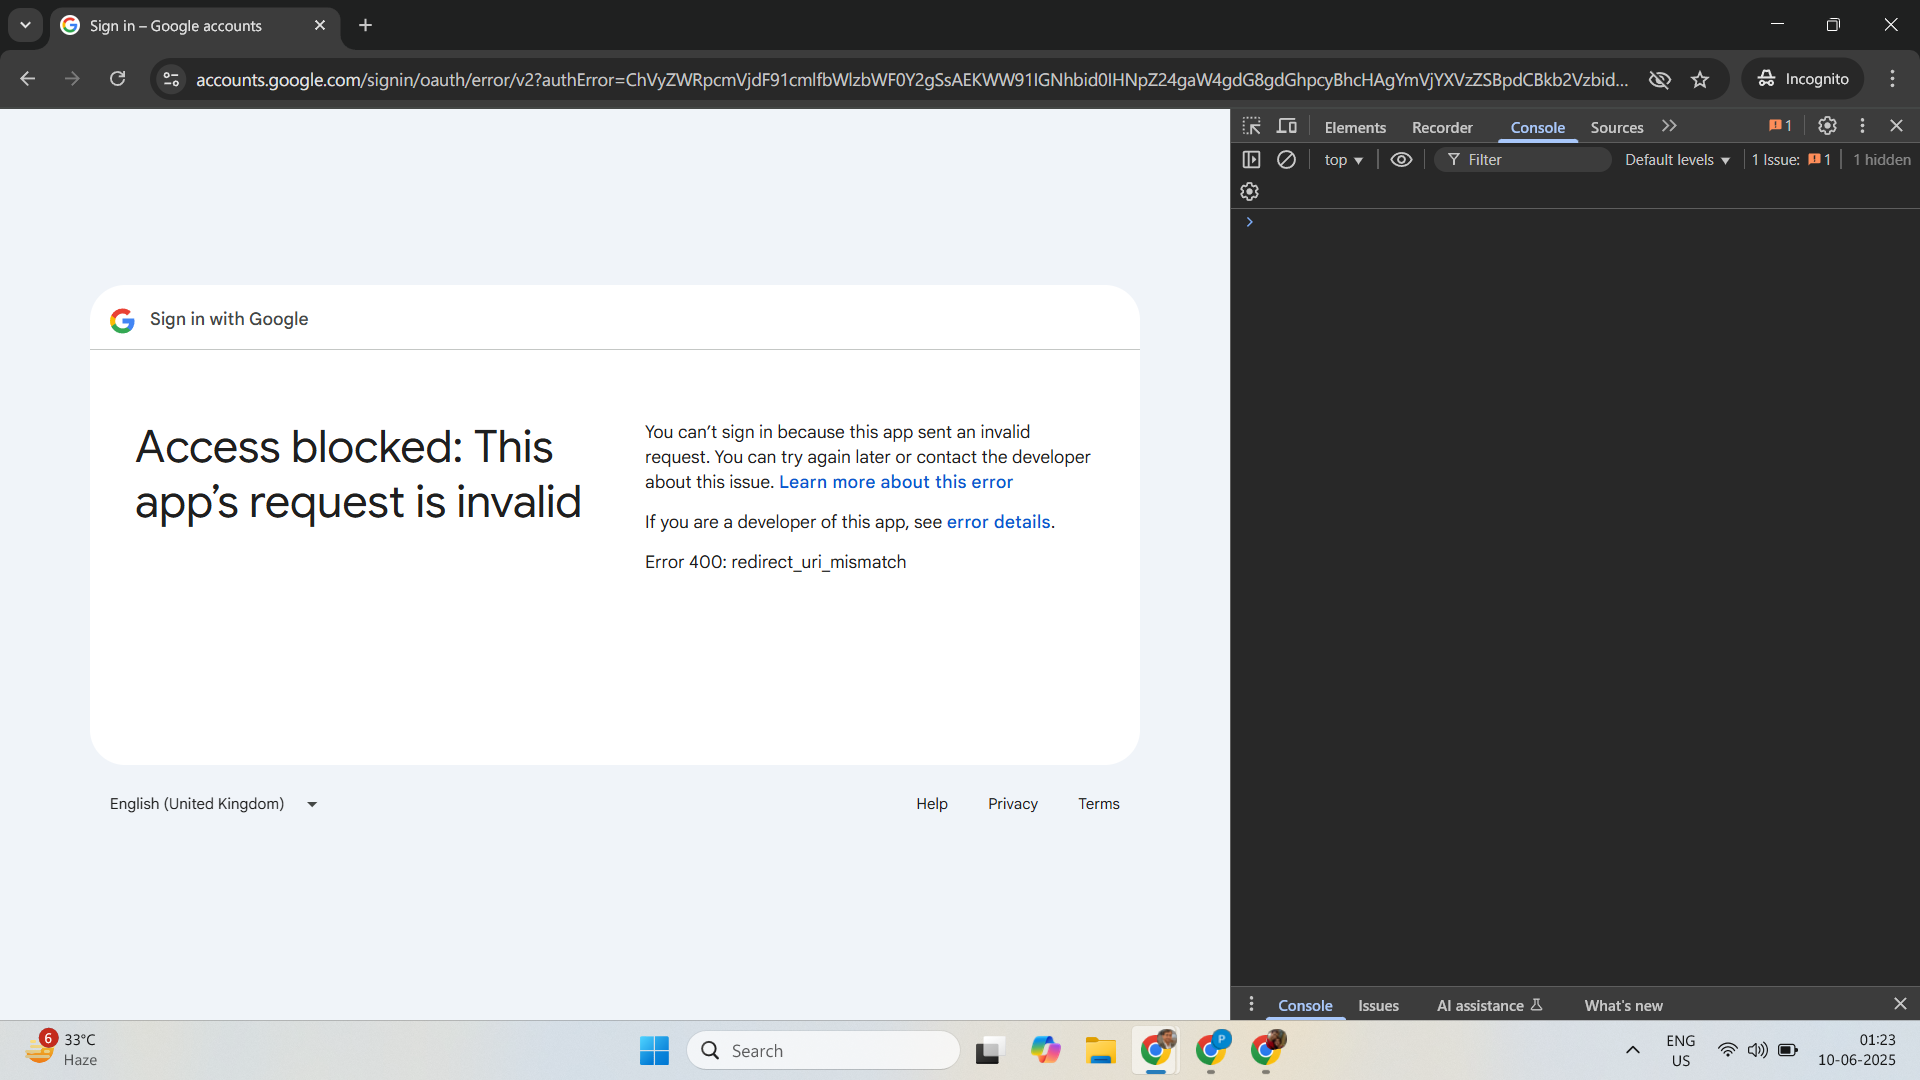 Sign in – Google accounts
accounts.google.com/signin/oauth/error/v2?authError=ChVyZWRpcmVjdF91cmlfbWlzbWF0Y2gSsAEKWW91IGNhbid0IHNpZ24gaW4gdG8gdGhpcyBhcHAgYmVjYXVzZSBpdCBkb2Vzbid...
Incognito
Elements
Recorder
Console
Sources
1
top
Filter
Default levels
1 Issue:
1
1 hidden
Sign in with Google
Access blocked: This
app’s request is invalid
You can’t sign in because this app sent an invalid
request. You can try again later or contact the developer
about this issue. Learn more about this error
If you are a developer of this app, see error details.
Error 400: redirect_uri_mismatch
English (United Kingdom)
Help
Privacy
Terms
Console
Issues
AI assistance
What's new
6
33°C
Haze
Search
P
ENG
US
01:23
10-06-2025